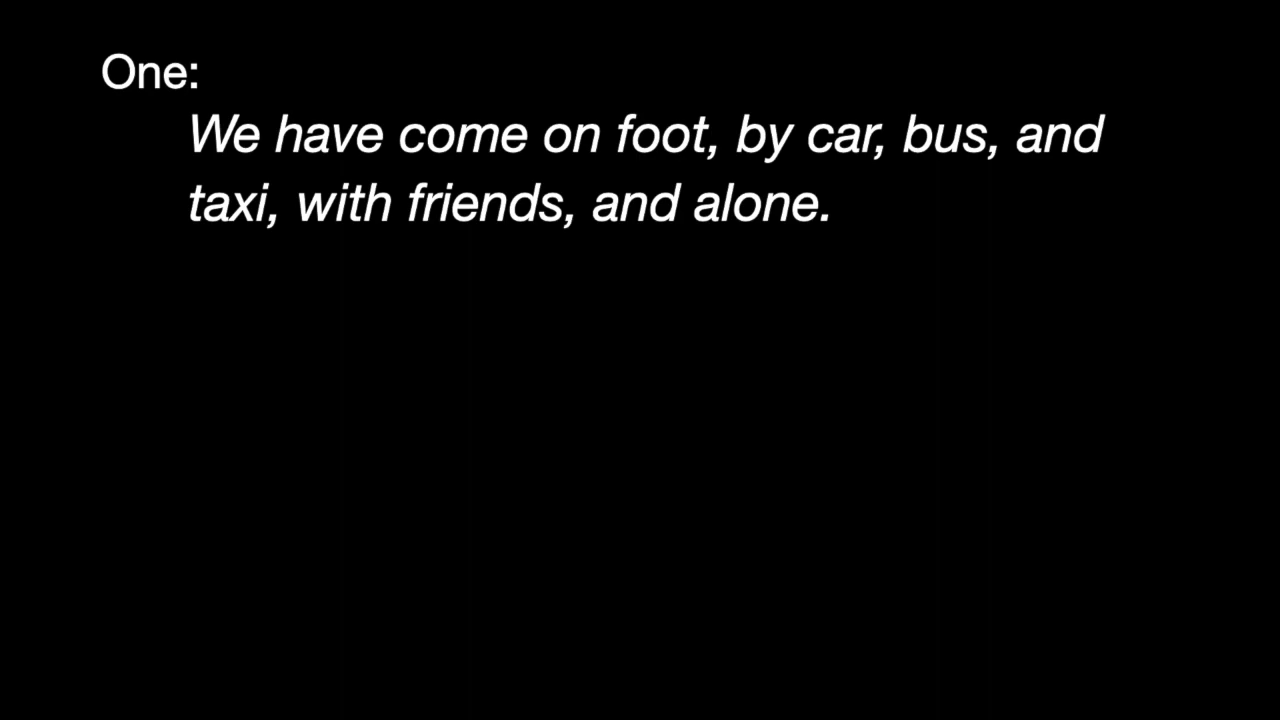 One:
We have come on foot, by car, bus, and
taxi, with friends, and alone.